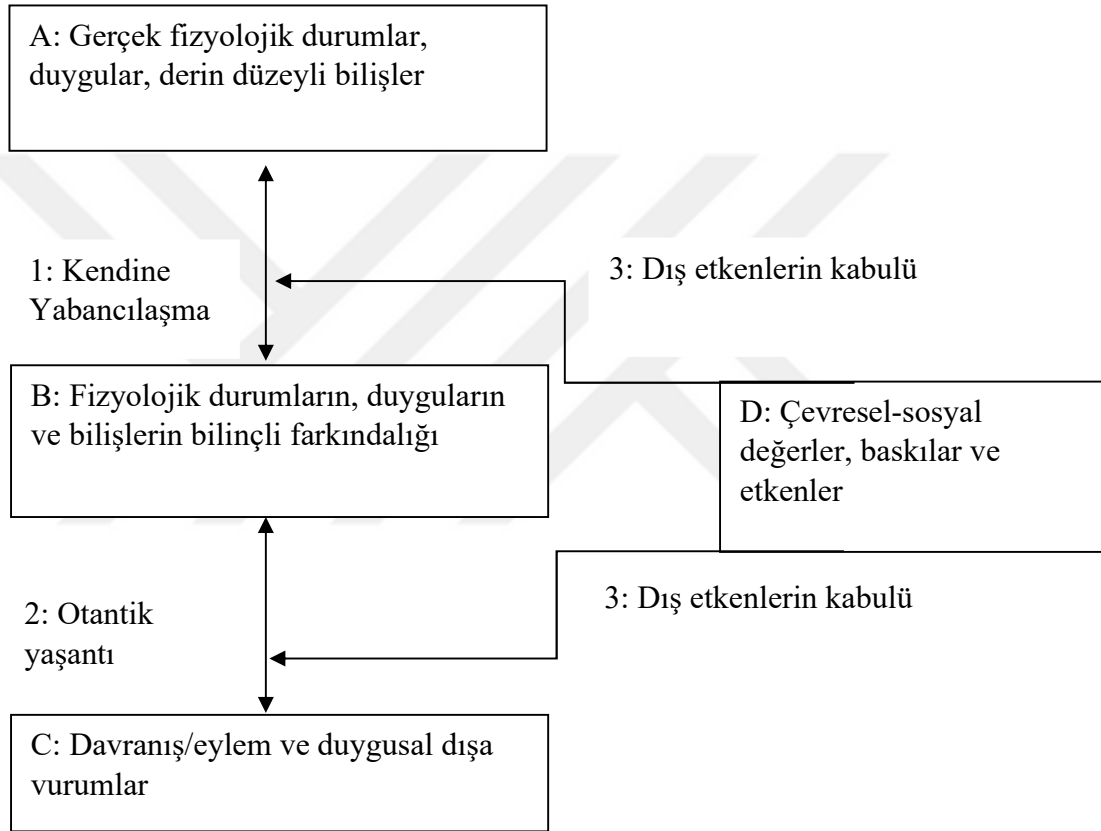 A: Gerçek fizyolojik durumlar,
duygular, derin düzeyli bilişler
1: Kendine
Yabancılaşma
3: Dış etkenlerin kabulü
B: Fizyolojik durumların, duyguların
ve bilişlerin bilinçli farkındalığı
D: Çevresel-sosyal
değerler, baskılar ve
etkenler
2: Otantik
yaşantı
3: Dış etkenlerin kabulü
C: Davranış/eylem ve duygusal dışa
vurumlar